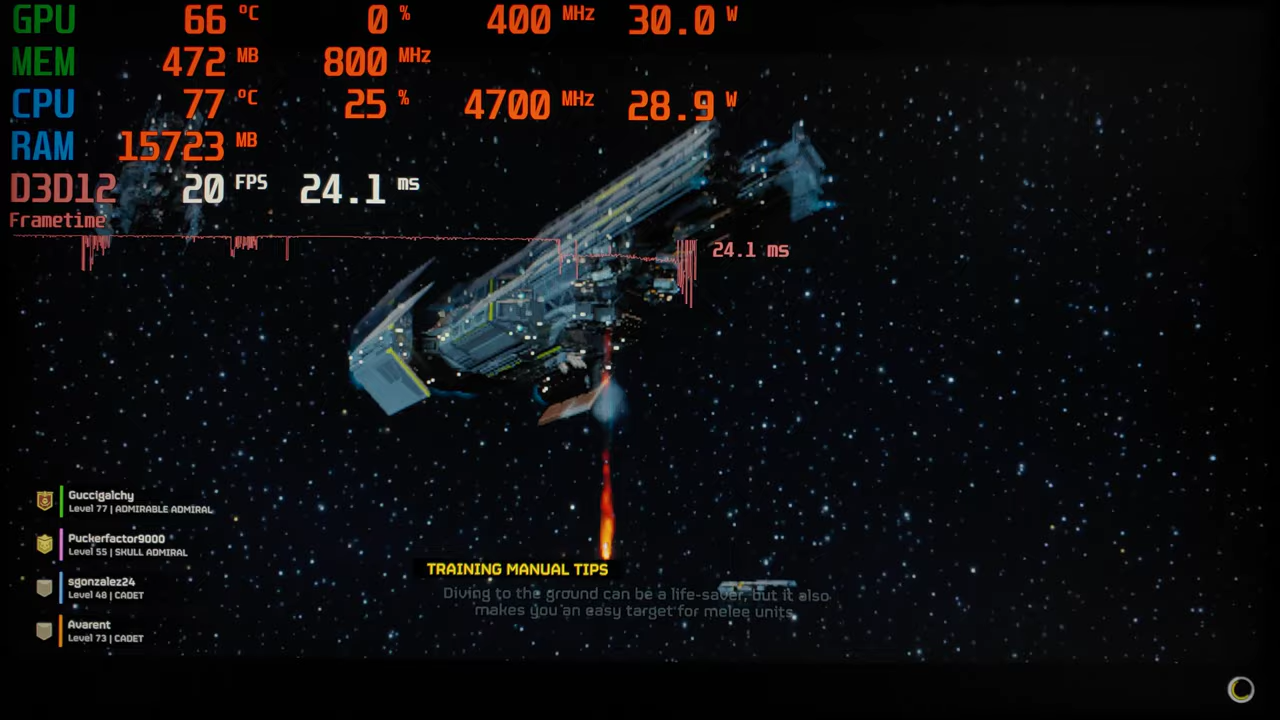 GPU 66 °C 0 % 400 MHz 30.0 W
MEM 472 MB 800 MHz
CPU 77 °C 25 % 4700 MHz 28.9 W
RAM 15723 MB
D3D12 20 FPS 24.1 ms
Frametime
24.1 ms
Guccigalchy
Level 77 | ADMIRABLE ADMIRAL
Puckerfactor9000
Level 55 | SKULL ADMIRAL
sgonzalez24
Level 48 | CADET
Avarent
Level 73 | CADET
TRAINING MANUAL TIPS
Diving to the ground can be a life-saver, but it also
makes you an easy target for melee units.